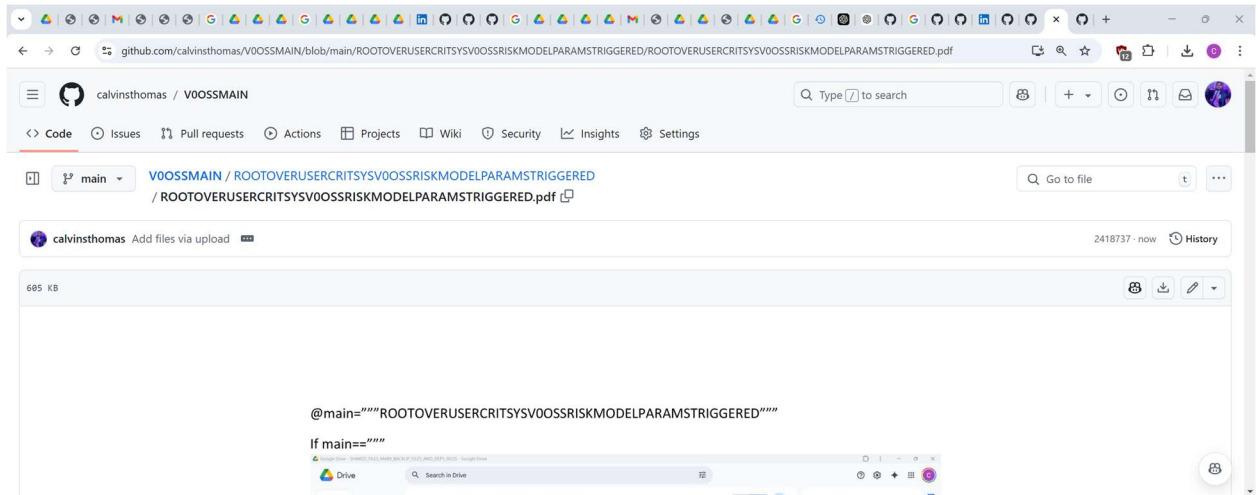 github.com/calvinsthomas/V0OSSMAIN/blob/main/ROOTOVERUSERCRITSYSV0OSSRISKMODELPARAMSTRIGGERED/ROOTOVERUSERCRITSYSV0OSSRISKMODELPARAMSTRIGGERED.pdf
12
C
calvinsthomas / V0OSSMAIN
Type / to search
Code Issues Pull requests Actions Projects Wiki Security Insights Settings
main
V0OSSMAIN / ROOTOVERUSERCRITSYSV0OSSRISKMODELPARAMSTRIGGERED
/ ROOTOVERUSERCRITSYSV0OSSRISKMODELPARAMSTRIGGERED.pdf
Go to file t
calvinsthomas Add files via upload
2418737 · now History
605 KB
@main="""ROOTOVERUSERCRITSYSV0OSSRISKMODELPARAMSTRIGGERED"""
If main=="""
Drive
Search in Drive
C